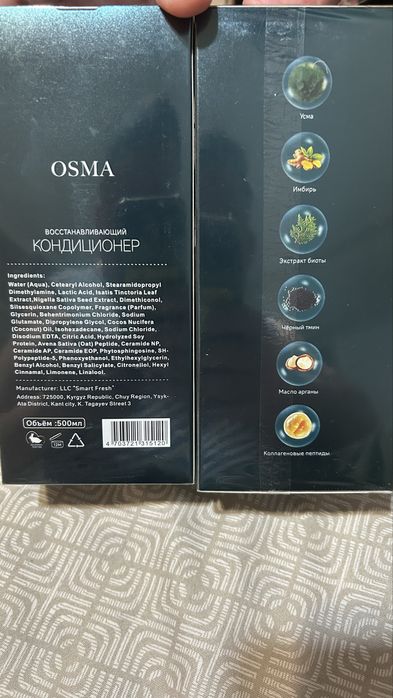 OSMA
ВОССТАНАВЛИВАЮЩИЙ
КОНДИЦИОНЕР
Ingredients:
Water (Aqua), Cetearyl Alcohol, Stearamidopropyl
Dimethylamine, Lactic Acid, Isatis Tinctoria Leaf
Extract,Nigella Sativa Seed Extract, Dimethiconol,
Silsesquioxane Copolymer, Fragrance (Parfum),
Glycerin, Behentrimonium Chloride, Sodium
Glutamate, Dipropylene Glycol, Cocos Nucifera
(Coconut) Oil, Isohexadecane, Sodium Chloride,
Disodium EDTA, Citric Acid, Hydrolyzed Soy
Protein, Avena Sativa (Oat) Peptide, Ceramide NP,
Ceramide AP, Ceramide EOP, Phytosphingosine, SH-
Polypeptide-5, Phenoxyethanol, Ethylhexylglycerin,
Benzyl Alcohol, Benzyl Salicylate, Citronellol, Hexyl
Cinnamal, Limonene, Linalool.
Manufacturer: LLC "Smart Fresh"
Address: 725000, Kyrgyz Republic, Chuy Region, Ysyk-
Ata District, Kant city, K. Tagayev Street 3
Объём :500мл
12M
4 703721 315120
Усма
Имбирь
Экстракт биоты
Чёрный тмин
Масло арганы
Коллагеновые пептиды